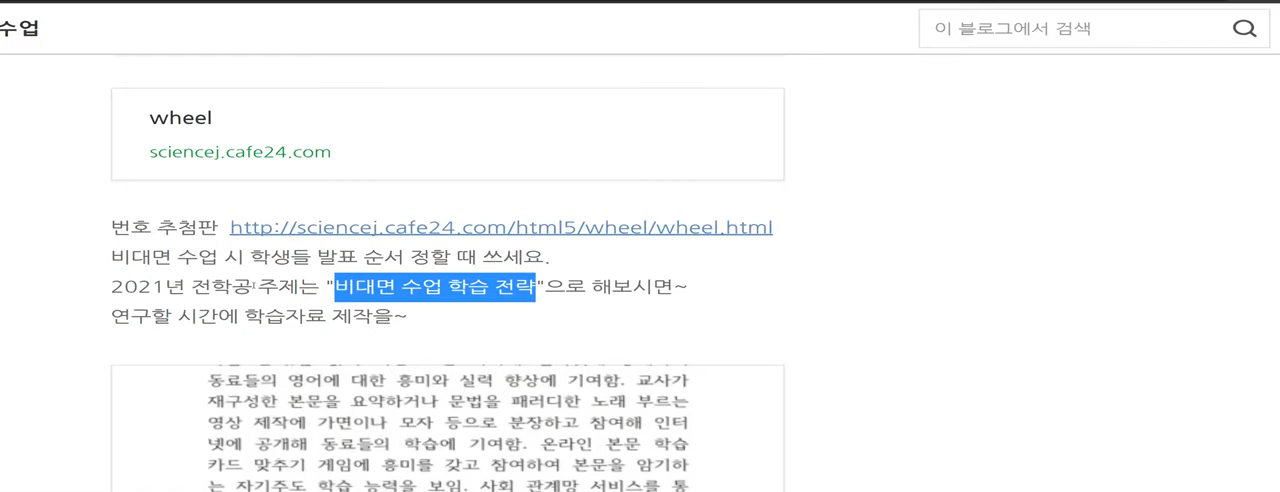 수업
이 블로그에서 검색
wheel
sciencej.cafe24.com
번호 추첨판 http://sciencej.cafe24.com/html5/wheel/wheel.html
비대면 수업 시 학생들 발표 순서 정할 때 쓰세요.
2021년 전학공 주제는 "비대면 수업 학습 전략"으로 해보시면~
연구할 시간에 학습자료 제작을~
동료들의 영어에 대한 흥미와 실력 향상에 기여함. 교사가
재구성한 본문을 요약하거나 문법을 패러디한 노래 부르는
영상 제작에 가면이나 모자 등으로 분장하고 참여해 인터
넷에 공개해 동료들의 학습에 기여함. 온라인 본문 학습
카드 맞추기 게임에 흥미를 갖고 참여하여 본문을 암기하
는 자기주도 학습 능력을 보임. 사회 관계망 서비스를 통